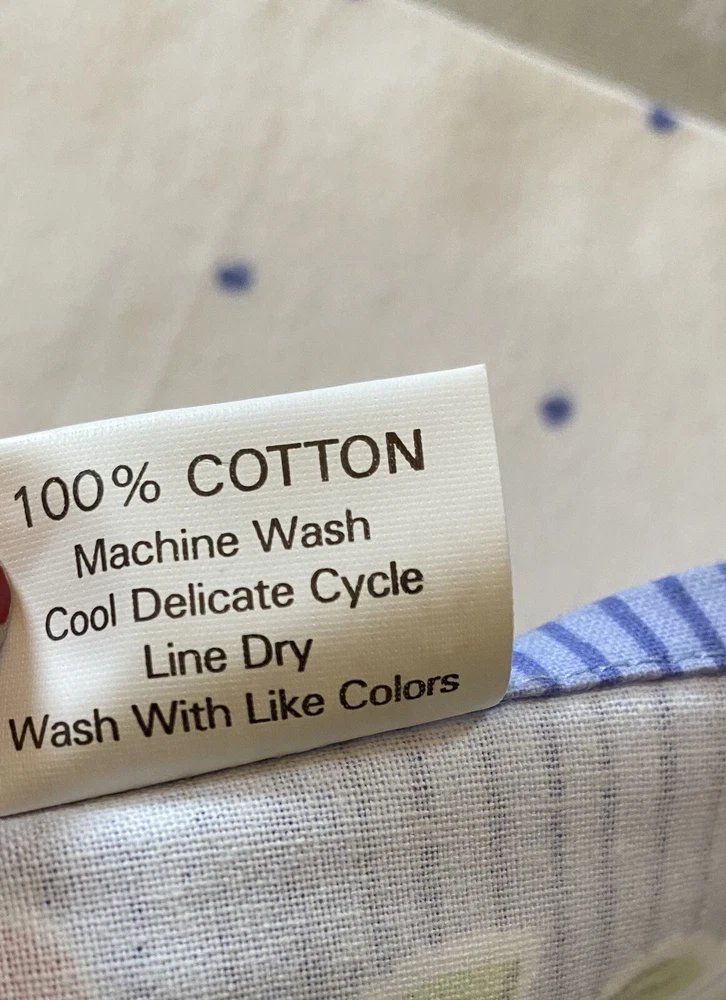 100% COTTON
Machine Wash
Cool Delicate Cycle
Line Dry
Wash With Like Colors